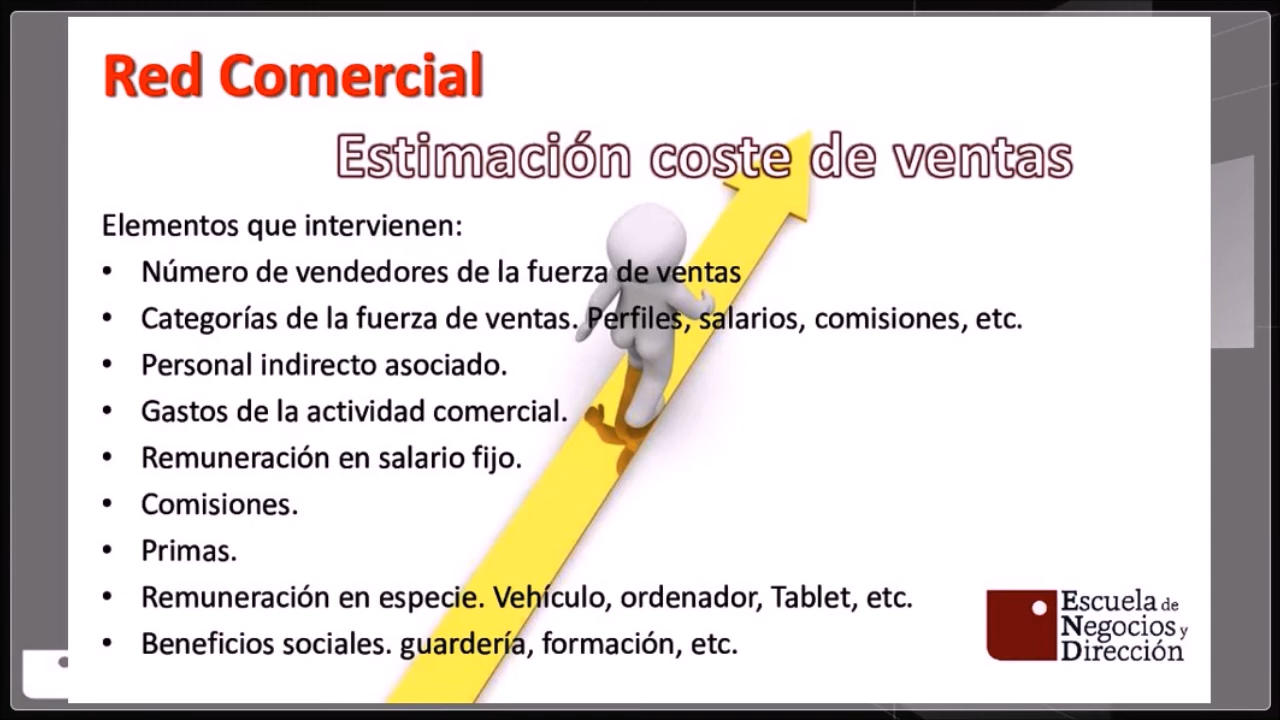 Red Comercial
Estimación coste de ventas
Elementos que intervienen:
• Número de vendedores de la fuerza de ventas
• Categorías de la fuerza de ventas. Perfiles, salarios, comisiones, etc.
• Personal indirecto asociado.
• Gastos de la actividad comercial.
• Remuneración en salario fijo.
• Comisiones.
• Primas.
• Remuneración en especie. Vehículo, ordenador, Tablet, etc.
• Beneficios sociales. guardería, formación, etc.
Escuela de
Negocios y
Dirección